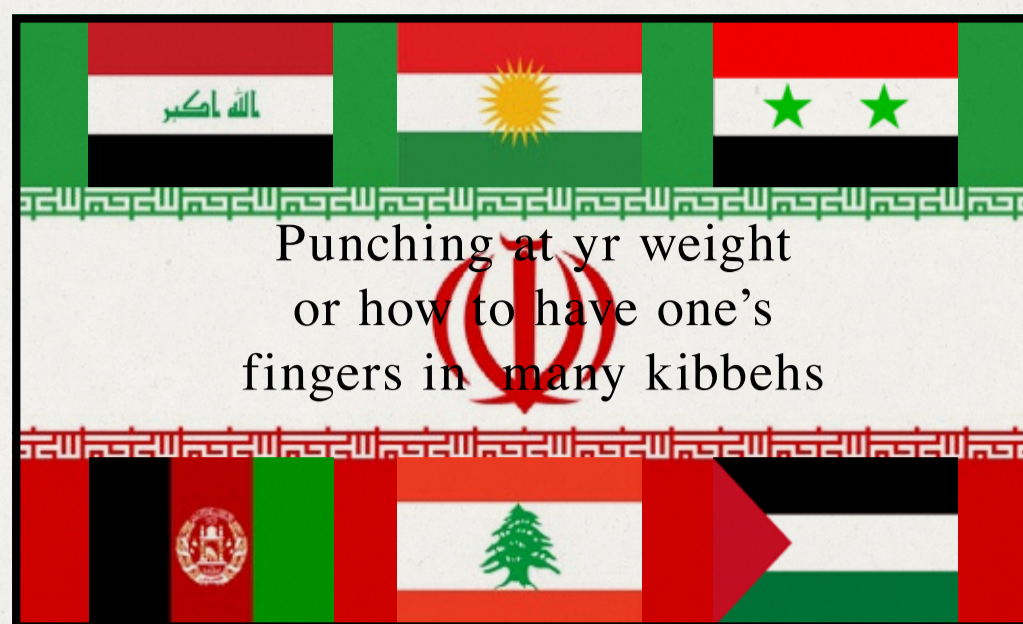 الله اكبر
Punching at yr weight
or how to have one’s
fingers in many kibbehs